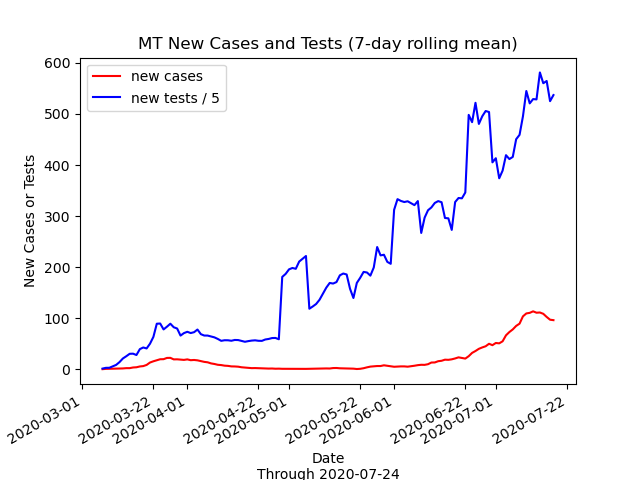 MT New Cases and Tests (7-day rolling mean)
new cases
new tests / 5
New Cases or Tests
600
500
400
300
200
100
0
2020-03-01
2020-03-22
2020-04-01
2020-04-22
2020-05-01
2020-05-22
2020-06-01
2020-06-22
2020-07-01
2020-07-22
Date
Through 2020-07-24